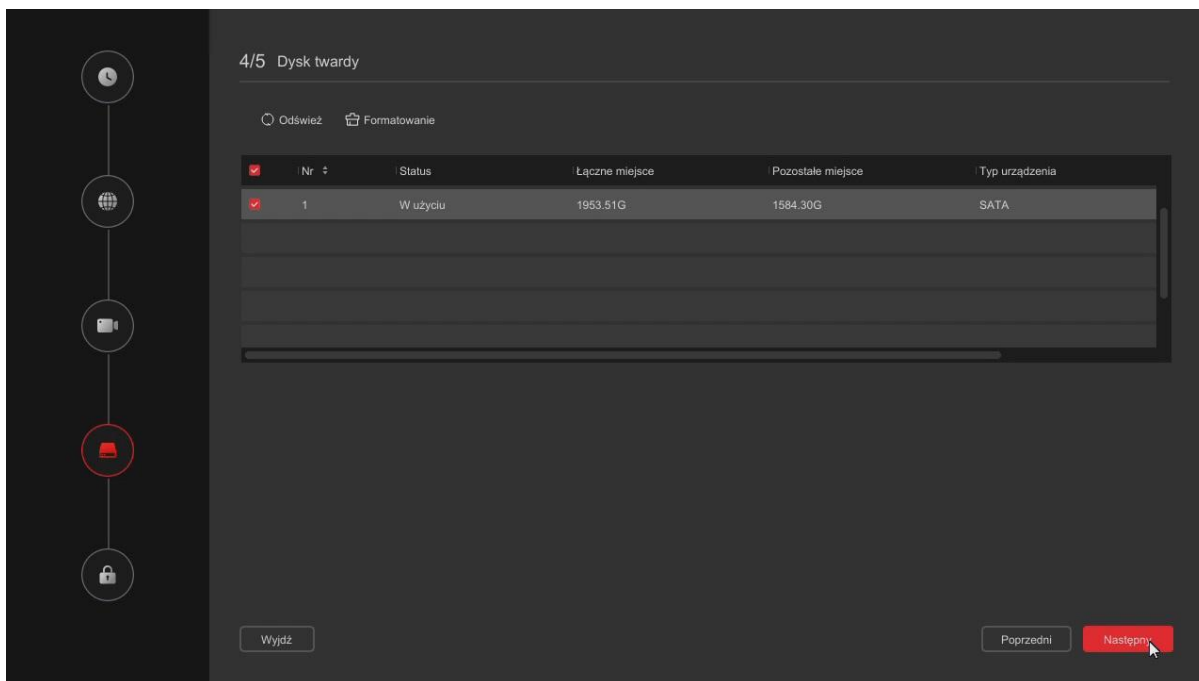 4/5 Dysk twardy
Odśwież Formatowanie
Nr Status Łączne miejsce Pozostałe miejsce Typ urządzenia
1 W użyciu 1953.51G 1584.30G SATA
Wyjdź Poprzedni Następny